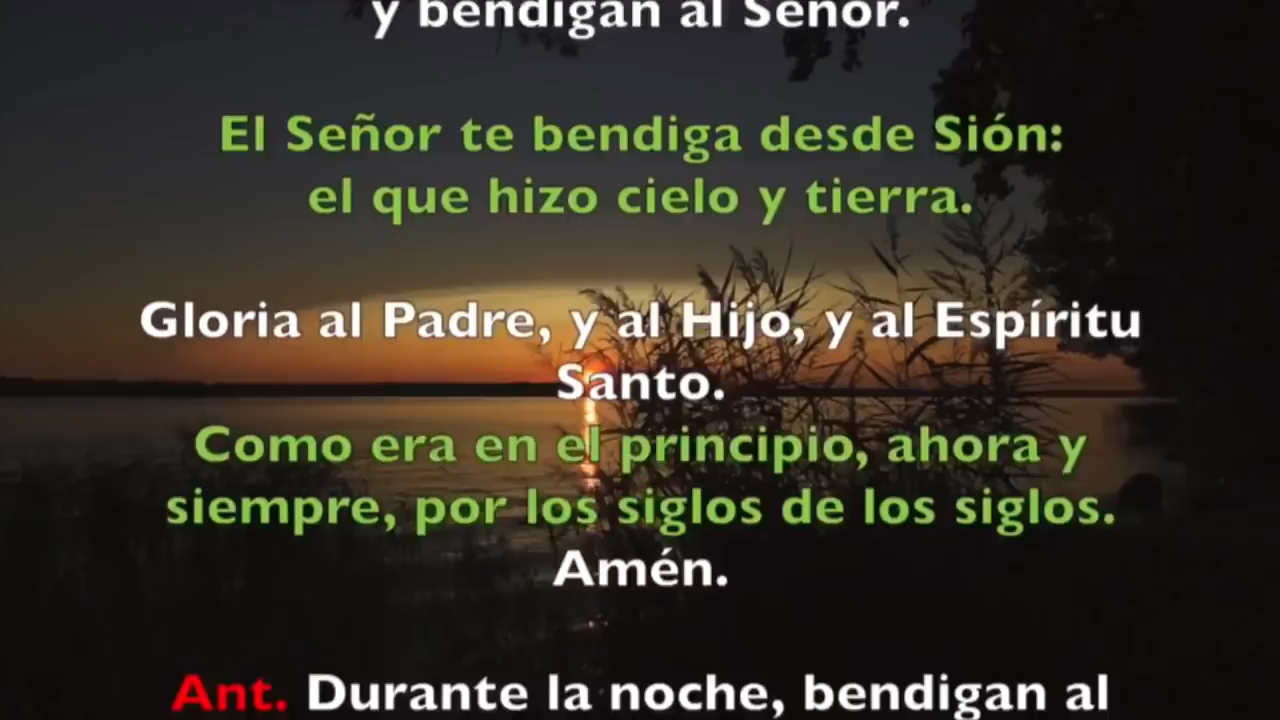 y bendigan al Señor.
El Señor te bendiga desde Sión:
el que hizo cielo y tierra.
Gloria al Padre, y al Hijo, y al Espíritu
Santo.
Como era en el principio, ahora y
siempre, por los siglos de los siglos.
Amén.
Ant. Durante la noche, bendigan al